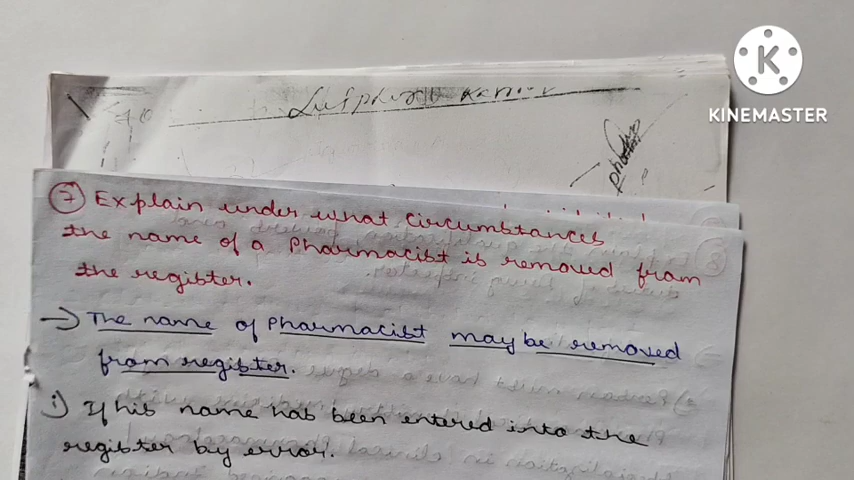 KINEMASTER
⑦ Explain under what circumbtances
the name of a Pharmacist is removed from
the register.
→ The name of Pharmacist may be removed
from register.
i) If his name has been entered into the
register by error.